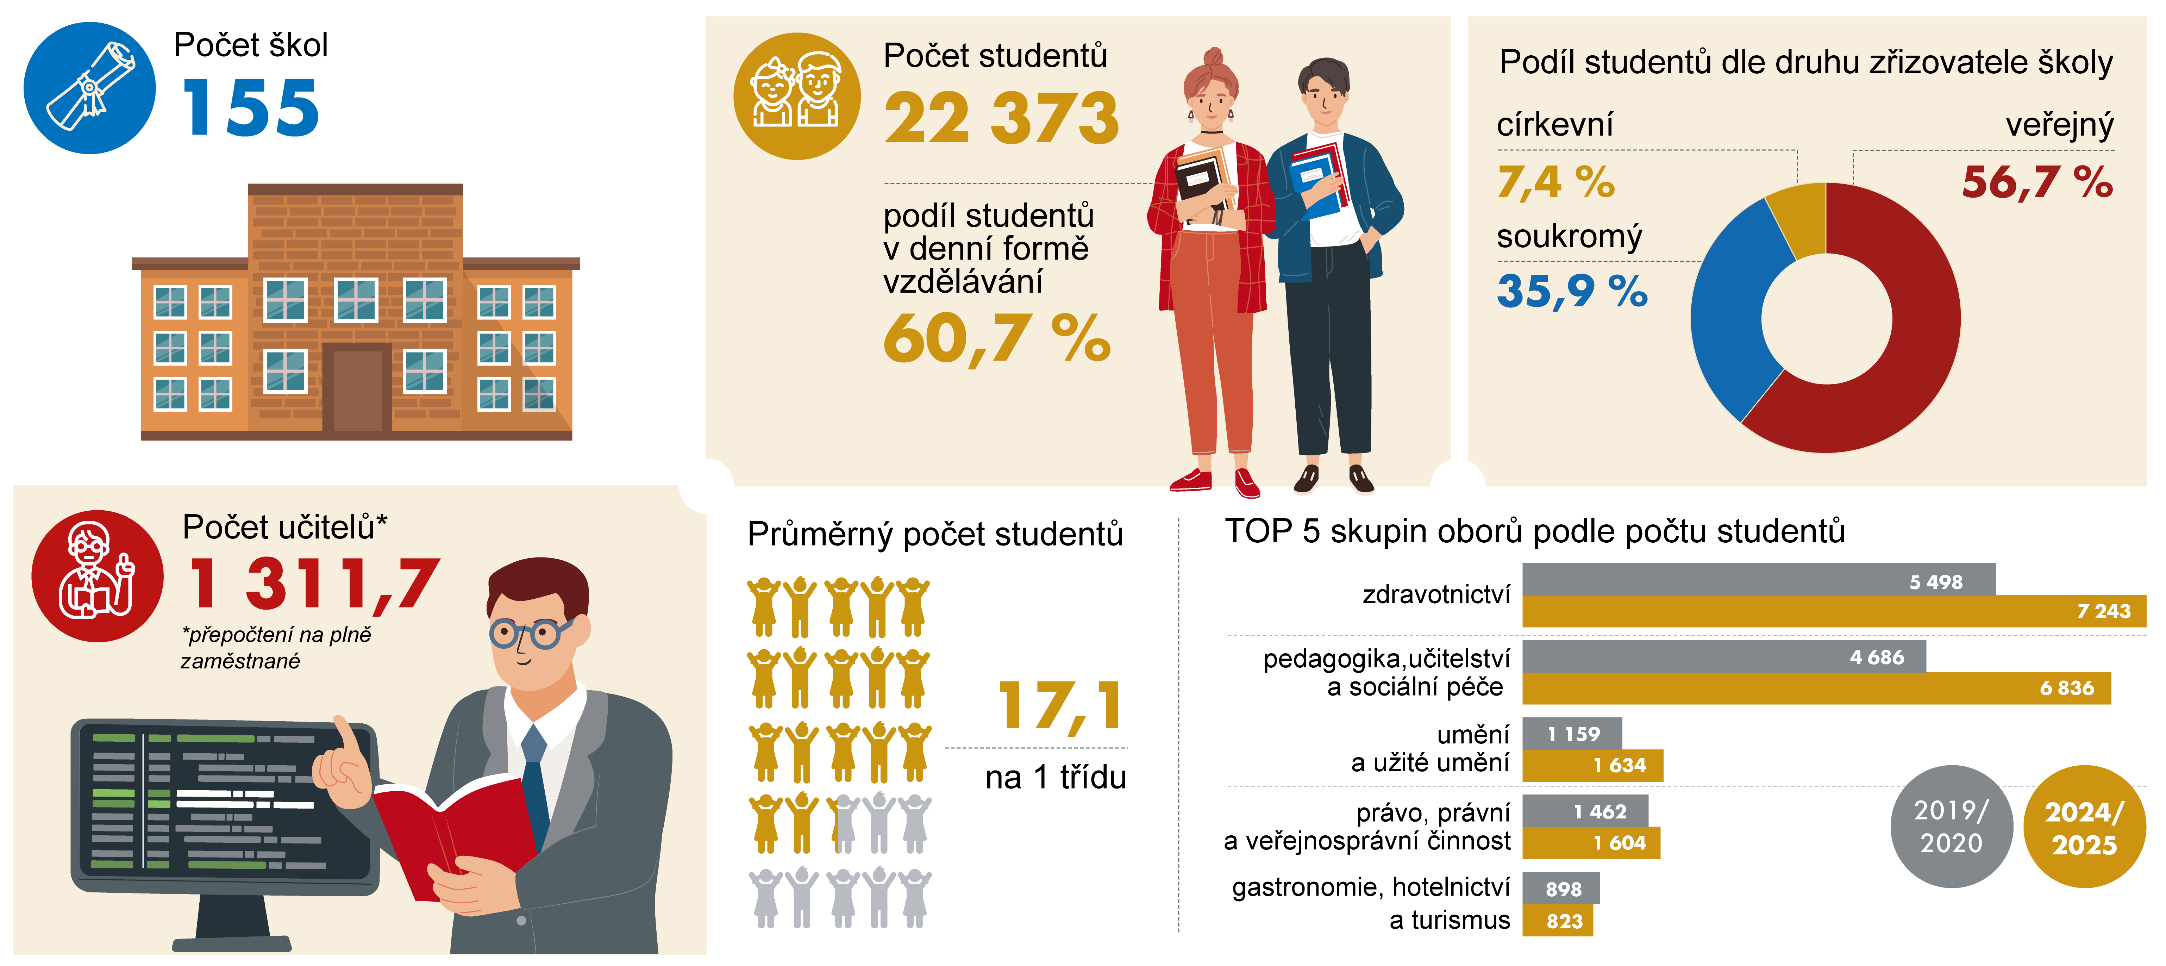 Počet škol
155
Počet studentů
22 373
podíl studentů
v denní formě
vzdělávání
60,7 %
Podíl studentů dle druhu zřizovatele školy
církevní
7,4 %
soukromý
35,9 %
veřejný
56,7 %
Počet učitelů*
1 311,7
*přepočtení na plně
zaměstnané
Průměrný počet studentů
17,1
na 1 třídu
TOP 5 skupin oborů podle počtu studentů
zdravotnictví
5 498
7 243
pedagogika,učitelství
a sociální péče
4 686
6 836
umění
a užité umění
1 159
1 634
právo, právní
a veřejnosprávní činnost
1 462
1 604
gastronomie, hotelnictví
a turismus
898
823
2019/
2020
2024/
2025